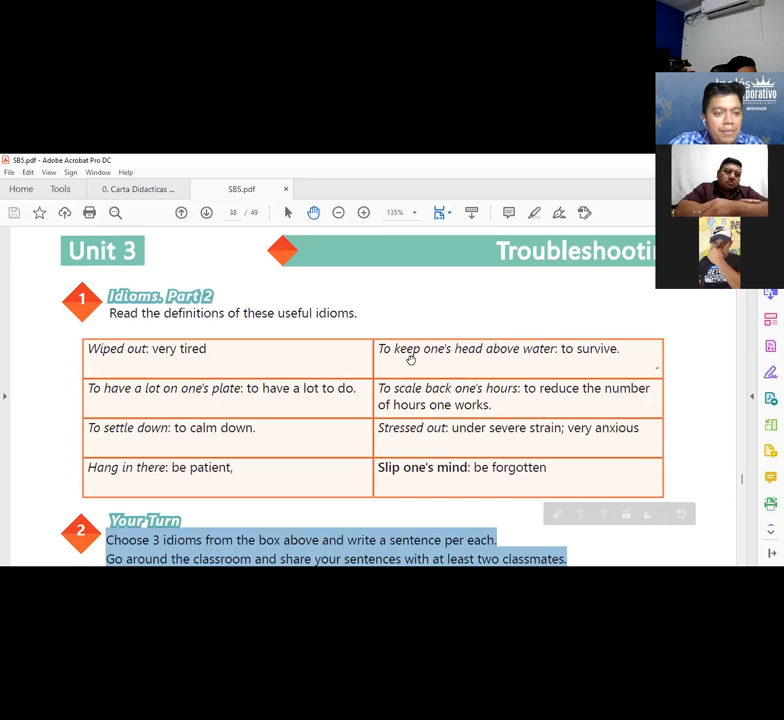 SB5.pdf - Adobe Acrobat Pro DC
File Edit View Sign Window Help
Home Tools 0. Carta Didacticas ... SB5.pdf ×
38 / 49 135%
Unit 3
Troubleshooti
1 Idioms. Part 2
Read the definitions of these useful idioms.
Wiped out: very tired
To keep one's head above water: to survive.
To have a lot on one's plate: to have a lot to do.
To scale back one's hours: to reduce the number
of hours one works.
To settle down: to calm down.
Stressed out: under severe strain; very anxious
Hang in there: be patient,
Slip one's mind: be forgotten
2 Your Turn
Choose 3 idioms from the box above and write a sentence per each.
Go around the classroom and share your sentences with at least two classmates.
Inglés
porativo
BEGINNER